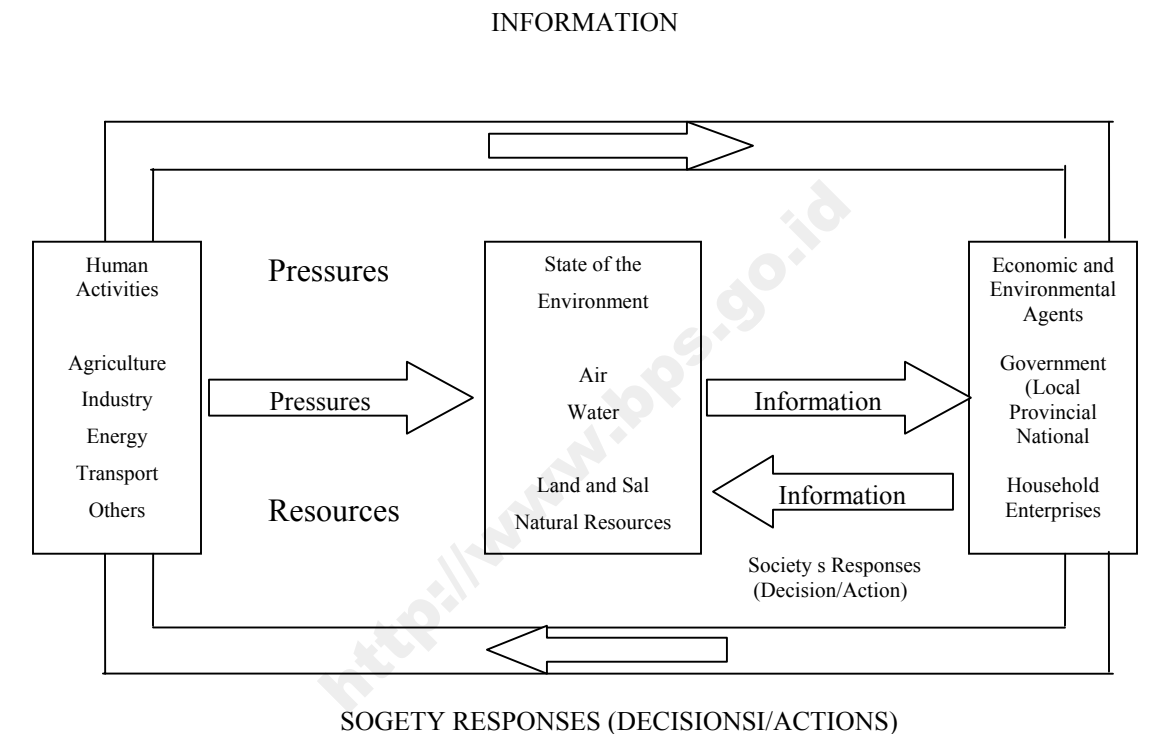 INFORMATION
Human
Activities
Agriculture
Industry
Energy
Transport
Others
Pressures
Pressures
Resources
State of the
Environment
Air
Water
Land and Sal
Natural Resources
Information
Information
Society s Responses
(Decision/Action)
Economic and
Environmental
Agents
Government
(Local
Provincial
National
Household
Enterprises
SOGETY RESPONSES (DECISIONSI/ACTIONS)
http://www.bps.go.id